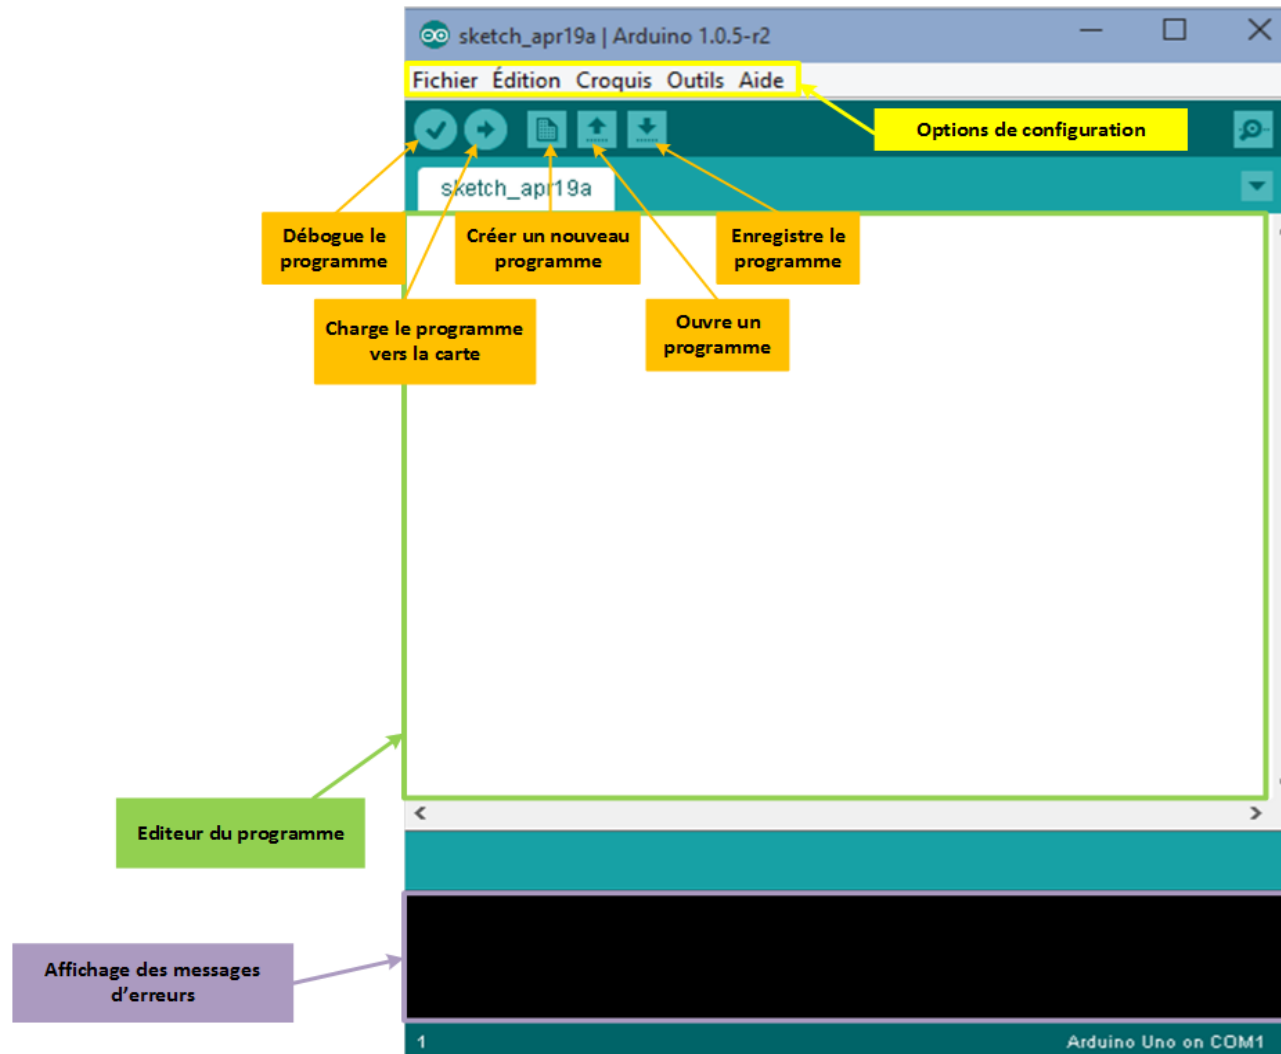 sketch_apr19a | Arduino 1.0.5-r2
Fichier Édition Croquis Outils Aide
Options de configuration
sketch_apr19a
Débogue le
programme
Créer un nouveau
programme
Enregistre le
programme
Charge le programme
vers la carte
Ouvre un
programme
Editeur du programme
Affichage des messages
d'erreurs
1
Arduino Uno on COM1